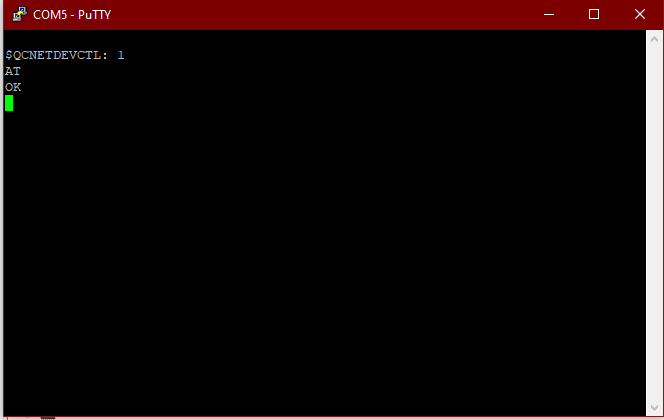 COM5 - PuTTY
$QCNETDEVCTL: 1
AT
OK